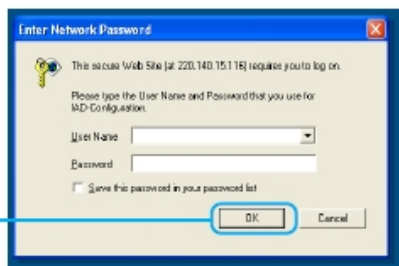 Enter Network Password
This secure Web Site (at 220.140.15.116) requires you to log on.
Please type the User Name and Password that you use for
IAD-Configuration.
User Name
Password
Save this password in your password list
OK
Cancel